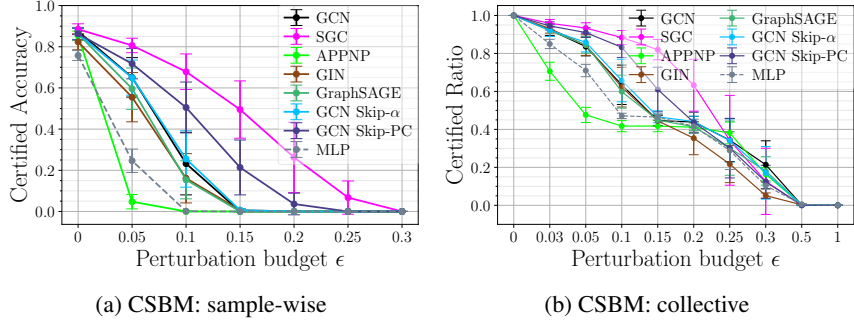 Certified Accuracy
1.0
0.8
0.6
0.4
0.2
0.0
GCN
SGC
APPNP
GIN
GraphSAGE
GCN Skip-α
GCN Skip-PC
MLP
0 0.05 0.1 0.15 0.2 0.25 0.3
Perturbation budget ϵ
(a) CSBM: sample-wise
Certified Ratio
1.0
0.8
0.6
0.4
0.2
0.0
GCN GraphSAGE
SGC GCN Skip-α
APPNP GCN Skip-PC
GIN MLP
0 0.03 0.05 0.1 0.15 0.2 0.25 0.3 0.5 1
Perturbation budget ϵ
(b) CSBM: collective